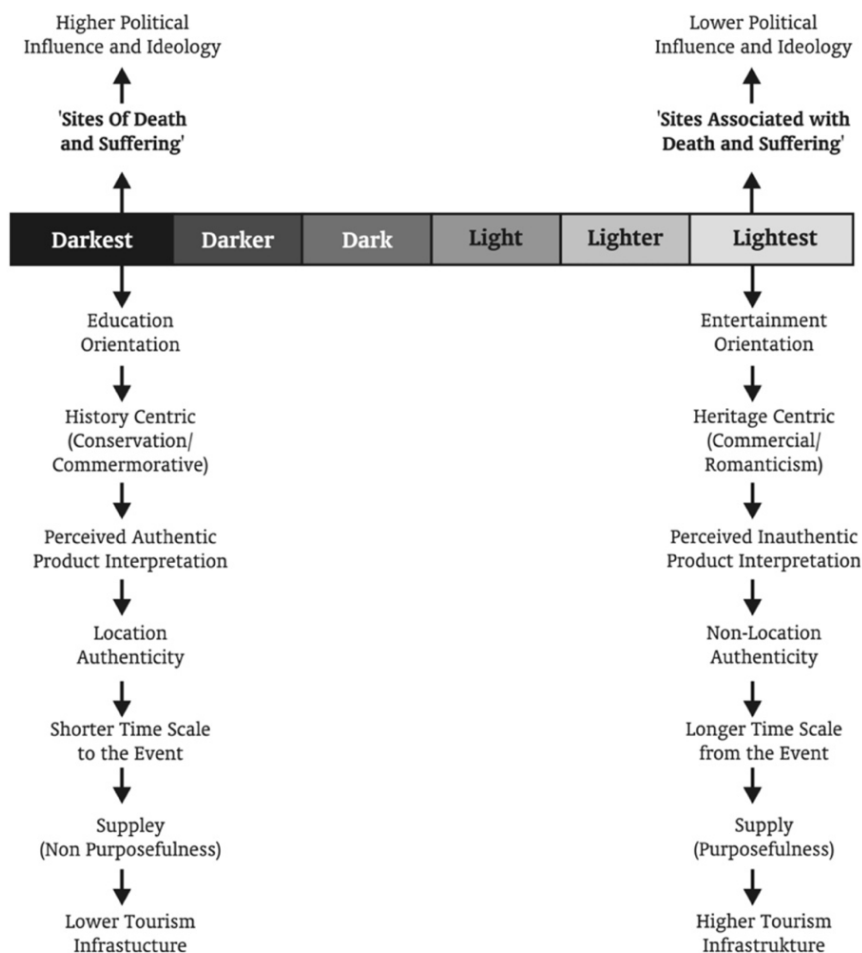 Higher Political
Influence and Ideology
Lower Political
Influence and Ideology
'Sites Of Death
and Suffering'
'Sites Associated with
Death and Suffering'
Darkest
Darker
Dark
Light
Lighter
Lightest
Education
Orientation
History Centric
(Conservation/
Commermorative)
Perceived Authentic
Product Interpretation
Location
Authenticity
Shorter Time Scale
to the Event
Suppley
(Non Purposefulness)
Lower Tourism
Infrastucture
Entertainment
Orientation
Heritage Centric
(Commercial/
Romanticism)
Perceived Inauthentic
Product Interpretation
Non-Location
Authenticity
Longer Time Scale
from the Event
Supply
(Purposefulness)
Higher Tourism
Infrastrukture